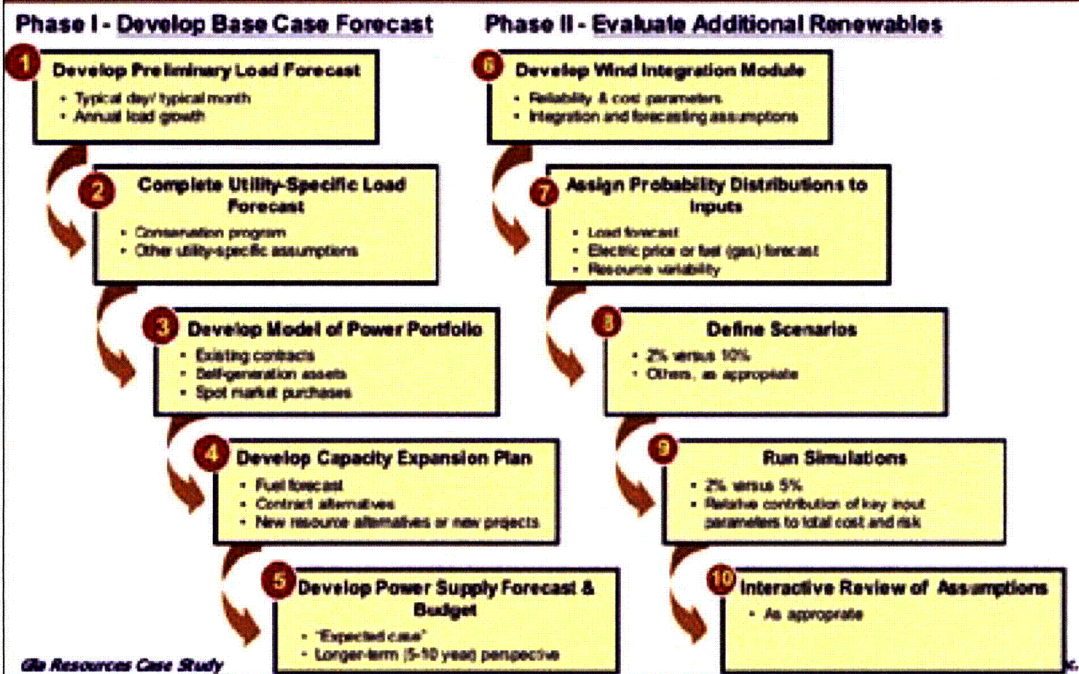 Phase I - Develop Base Case Forecast
1
Develop Preliminary Load Forecast
• Typical day/ typical month
• Annual load growth
2
Complete Utility-Specific Load
Forecast
• Conservation program
• Other utility-specific assumptions
3
Develop Model of Power Portfolio
• Existing contracts
• Self-generation assets
• Spot market purchases
4
Develop Capacity Expansion Plan
• Fuel forecast
• Contract alternatives
• New resource alternatives or new projects
5
Develop Power Supply Forecast &
Budget
• "Expected case"
• Longer-term (5-10 year) perspective
Phase II - Evaluate Additional Renewables
6
Develop Wind Integration Module
• Reliability & cost parameters
• Integration and forecasting assumptions
7
Assign Probability Distributions to
Inputs
• Load forecast
• Electric price or fuel (gas) forecast
• Resource variability
8
Define Scenarios
• 2% versus 10%
• Others, as appropriate
9
Run Simulations
• 2% versus 5%
• Relative contribution of key input
parameters to total cost and risk
10
Interactive Review of Assumptions
• As appropriate
Gla Resources Case Study
c.